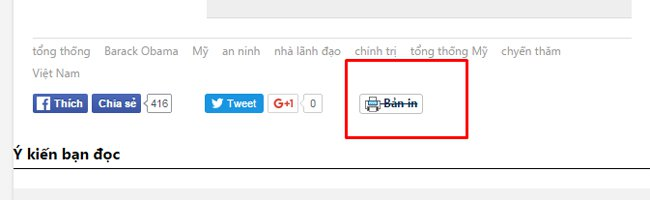 tổng thống Barack Obama Mỹ an ninh nhà lãnh đạo chính trị tổng thống Mỹ chyến thăm
Việt Nam
Thích Chia sẻ 416 Tweet G+1 0 Bản in
Ý kiến bạn đọc